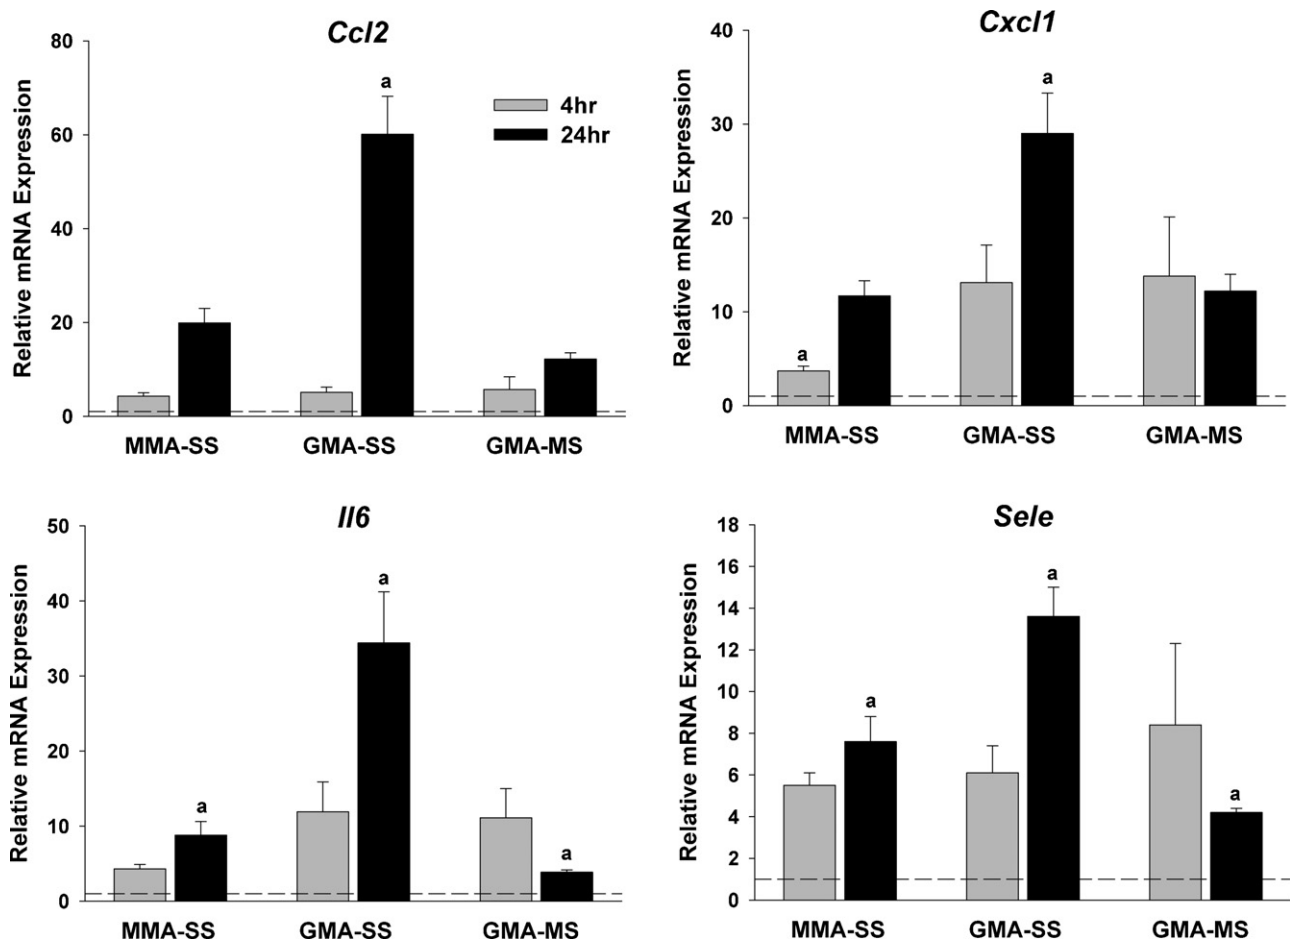 Ccl2
Relative mRNA Expression
80
60
40
20
0
a
4hr
24hr
MMA-SS GMA-SS GMA-MS
Cxcl1
Relative mRNA Expression
40
30
20
10
0
a
a
MMA-SS GMA-SS GMA-MS
Il6
Relative mRNA Expression
50
40
30
20
10
0
a
a
a
MMA-SS GMA-SS GMA-MS
Sele
Relative mRNA Expression
18
16
14
12
10
8
6
4
2
0
a
a
a
MMA-SS GMA-SS GMA-MS